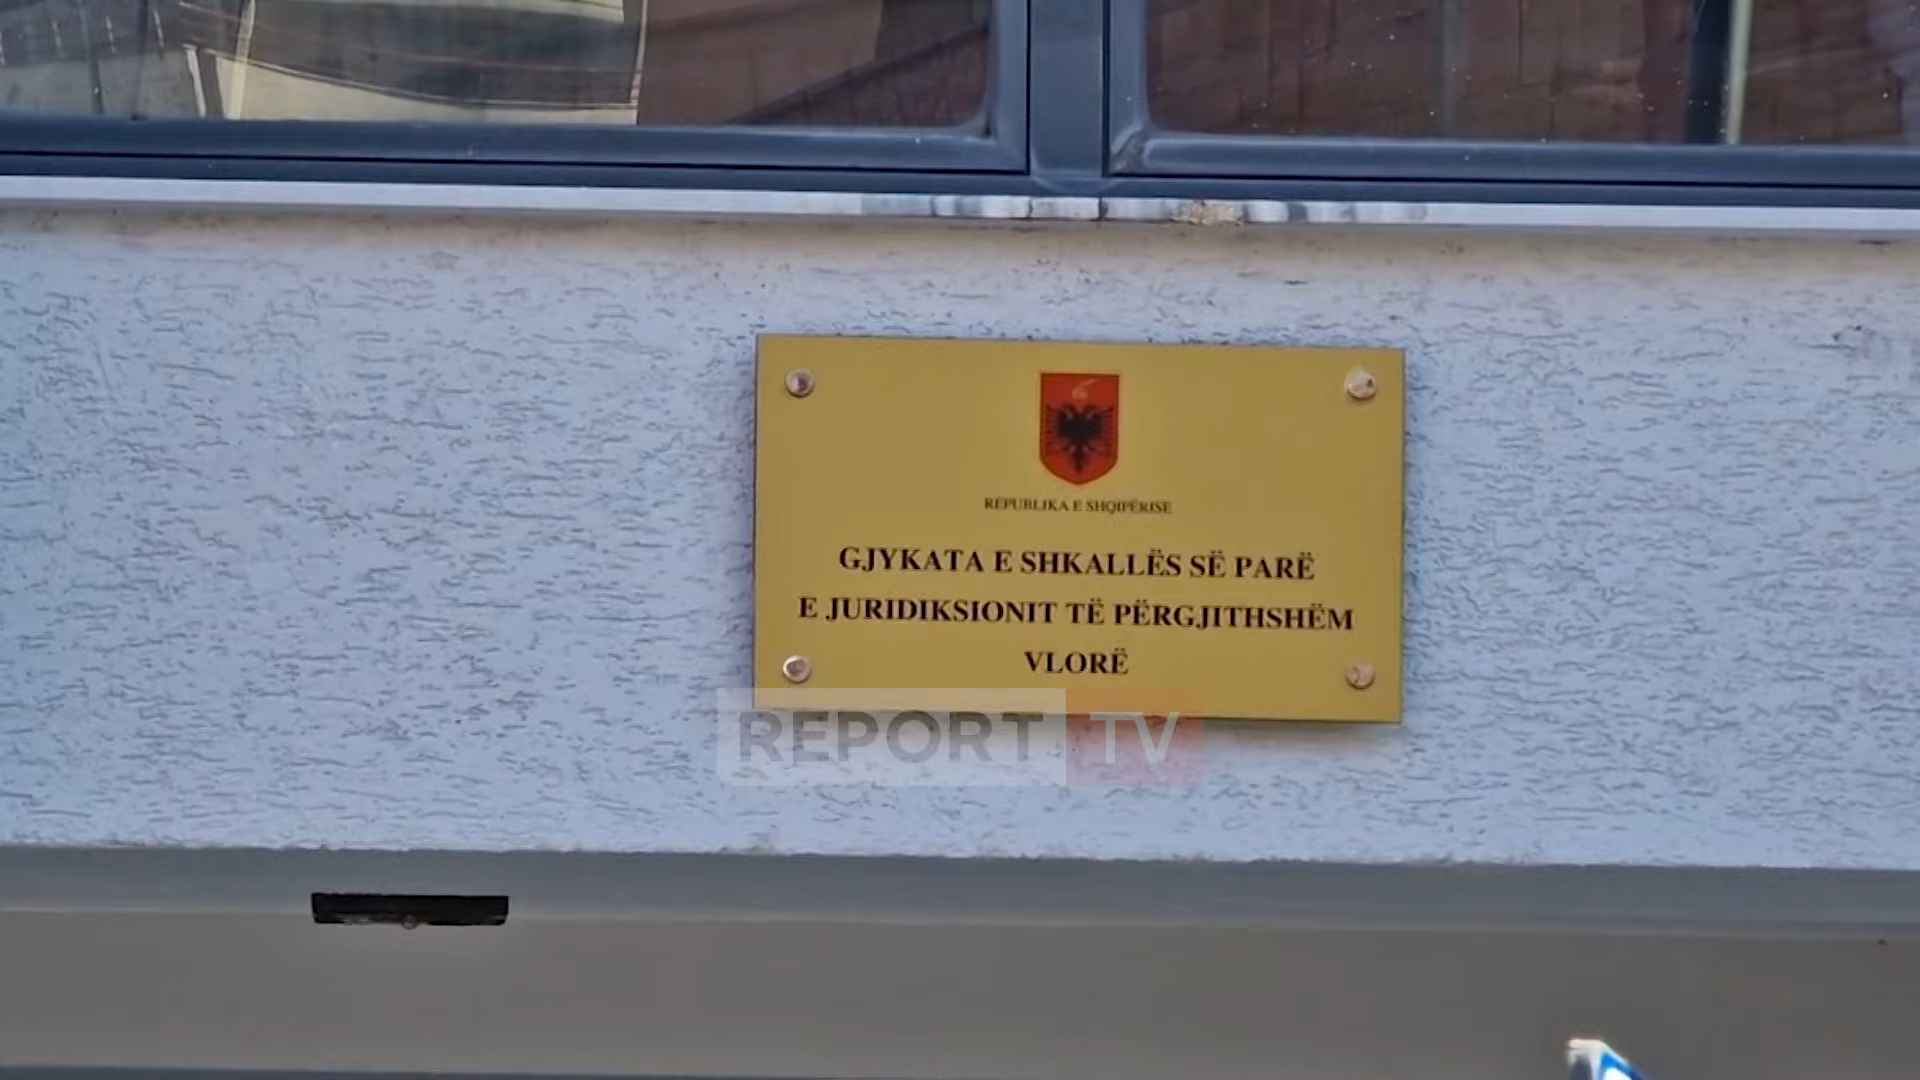 REPUBLIKA E SHQIPËRISE
GJYKATA E SHKALLËS SË PARË
E JURIDIKSIONIT TË PËRGJITHSHËM
VLORË
REPORT TV